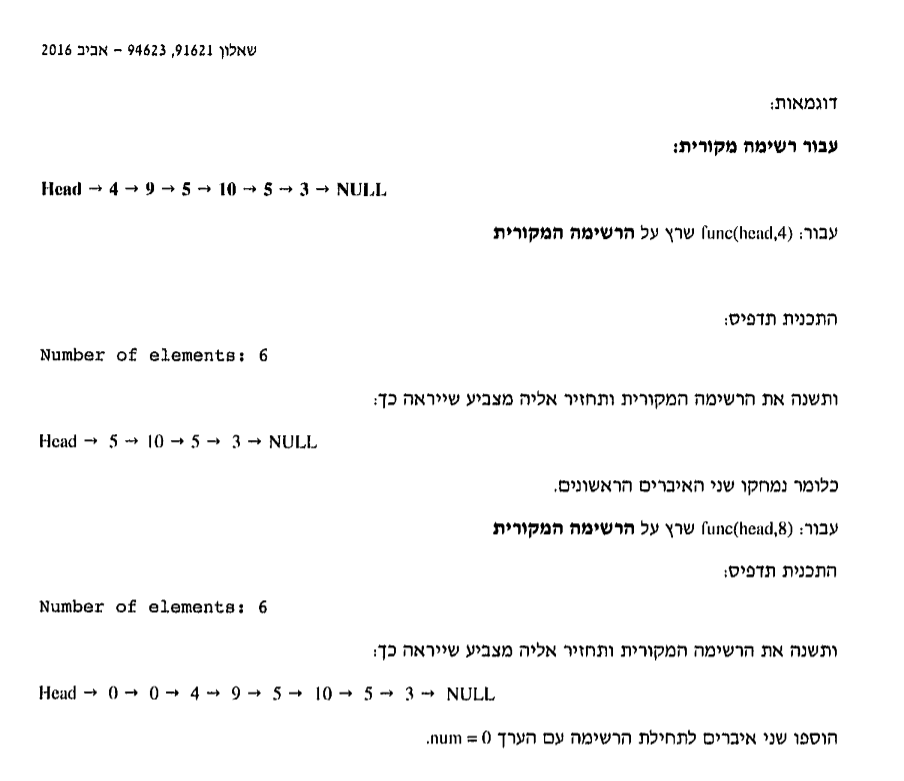 שאלון 91621, 94623 – אביב 2016
דוגמאות:
עבור רשימה מקורית:
Head → 4 → 9 → 5 → 10 → 5 → 3 → NULL
עבור: func(head,4) שרץ על הרשימה המקורית
התכנית תדפיס:
Number of elements: 6
ותשנה את הרשימה המקורית ותחזיר אליה מצביע שייראה כך:
Head → 5 → 10 → 5 → 3 → NULL
כלומר נמחקו שני האיברים הראשונים.
עבור: func(head,8) שרץ על הרשימה המקורית
התכנית תדפיס:
Number of elements: 6
ותשנה את הרשימה המקורית ותחזיר אליה מצביע שייראה כך:
Head → 0 → 0 → 4 → 9 → 5 → 10 → 5 → 3 → NULL
הוספו שני איברים לתחילת הרשימה עם הערך num = 0.